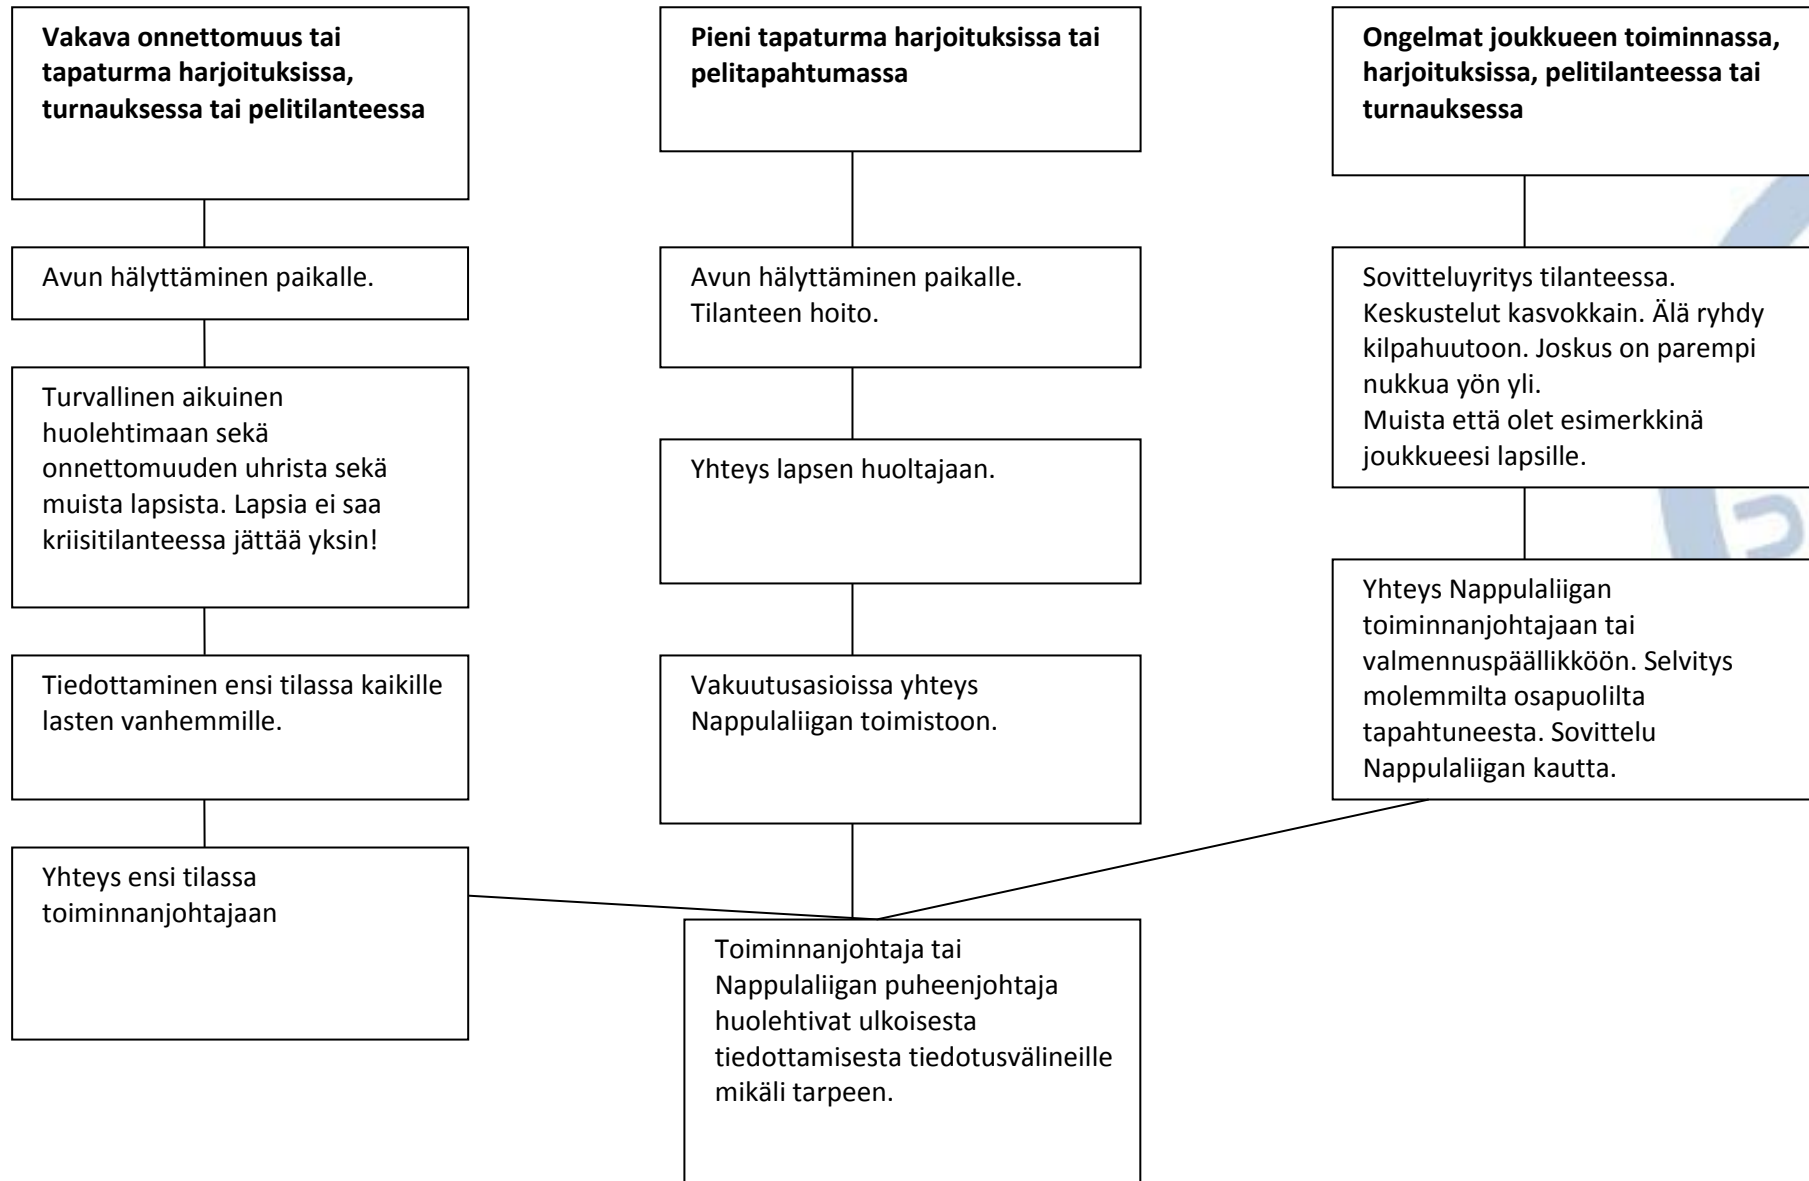 Vakava onnettomuus tai
tapaturma harjoituksissa,
turnauksessa tai pelitilanteessa
Avun hälyttäminen paikalle.
Turvallinen aikuinen
huolehtimaan sekä
onnettomuuden uhrista sekä
muista lapsista. Lapsia ei saa
kriisitilanteessa jättää yksin!
Tiedottaminen ensi tilassa kaikille
lasten vanhemmille.
Yhteys ensi tilassa
toiminnanjohtajaan
Pieni tapaturma harjoituksissa tai
pelitapahtumassa
Avun hälyttäminen paikalle.
Tilanteen hoito.
Yhteys lapsen huoltajaan.
Vakuutusasioissa yhteys
Nappulaliigan toimistoon.
Ongelmat joukkueen toiminnassa,
harjoituksissa, pelitilanteessa tai
turnauksessa
Sovitteluyritys tilanteessa.
Keskustelut kasvokkain. Älä ryhdy
kilpahuutoon. Joskus on parempi
nukkua yön yli.
Muista että olet esimerkkinä
joukkueesi lapsille.
Yhteys Nappulaliigan
toiminnanjohtajaan tai
valmennuspäällikköön. Selvitys
molemmilta osapuolilta
tapahtuneesta. Sovittelu
Nappulaliigan kautta.
Toiminnanjohtaja tai
Nappulaliigan puheenjohtaja
huolehtivat ulkoisesta
tiedottamisesta tiedotusvälineille
mikäli tarpeen.